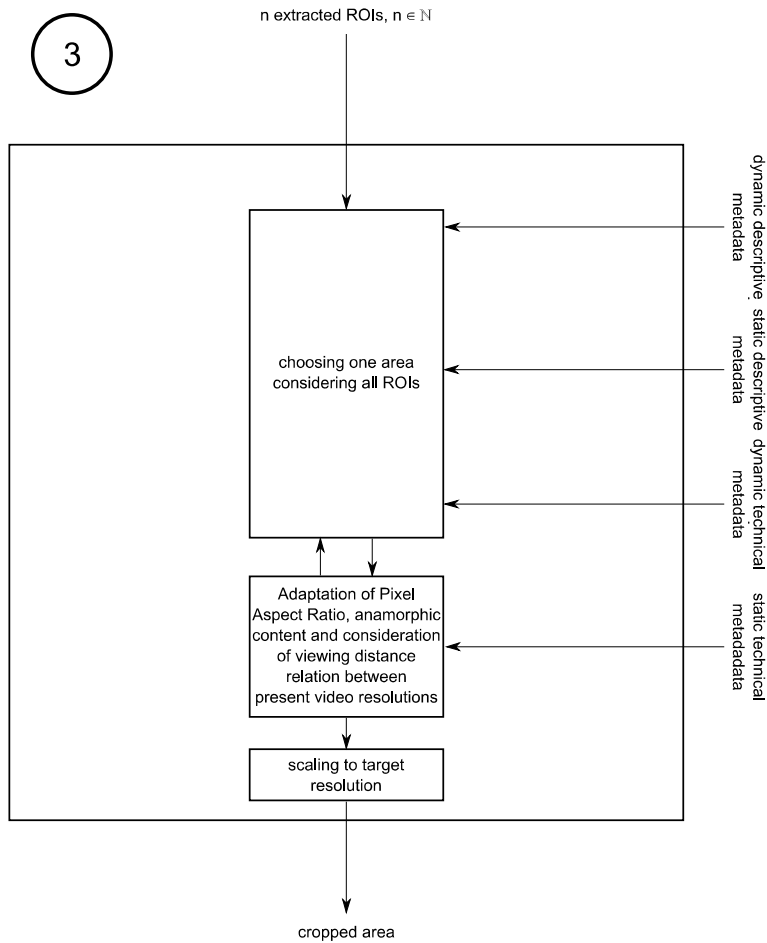 n extracted ROIs, n ∈ ℕ
3
choosing one area
considering all ROIs
dynamic descriptive
metadata
static descriptive
metadata
dynamic technical
metadata
Adaptation of Pixel
Aspect Ratio, anamorphic
content and consideration
of viewing distance
relation between
present video resolutions
static technical
metadadata
scaling to target
resolution
cropped area